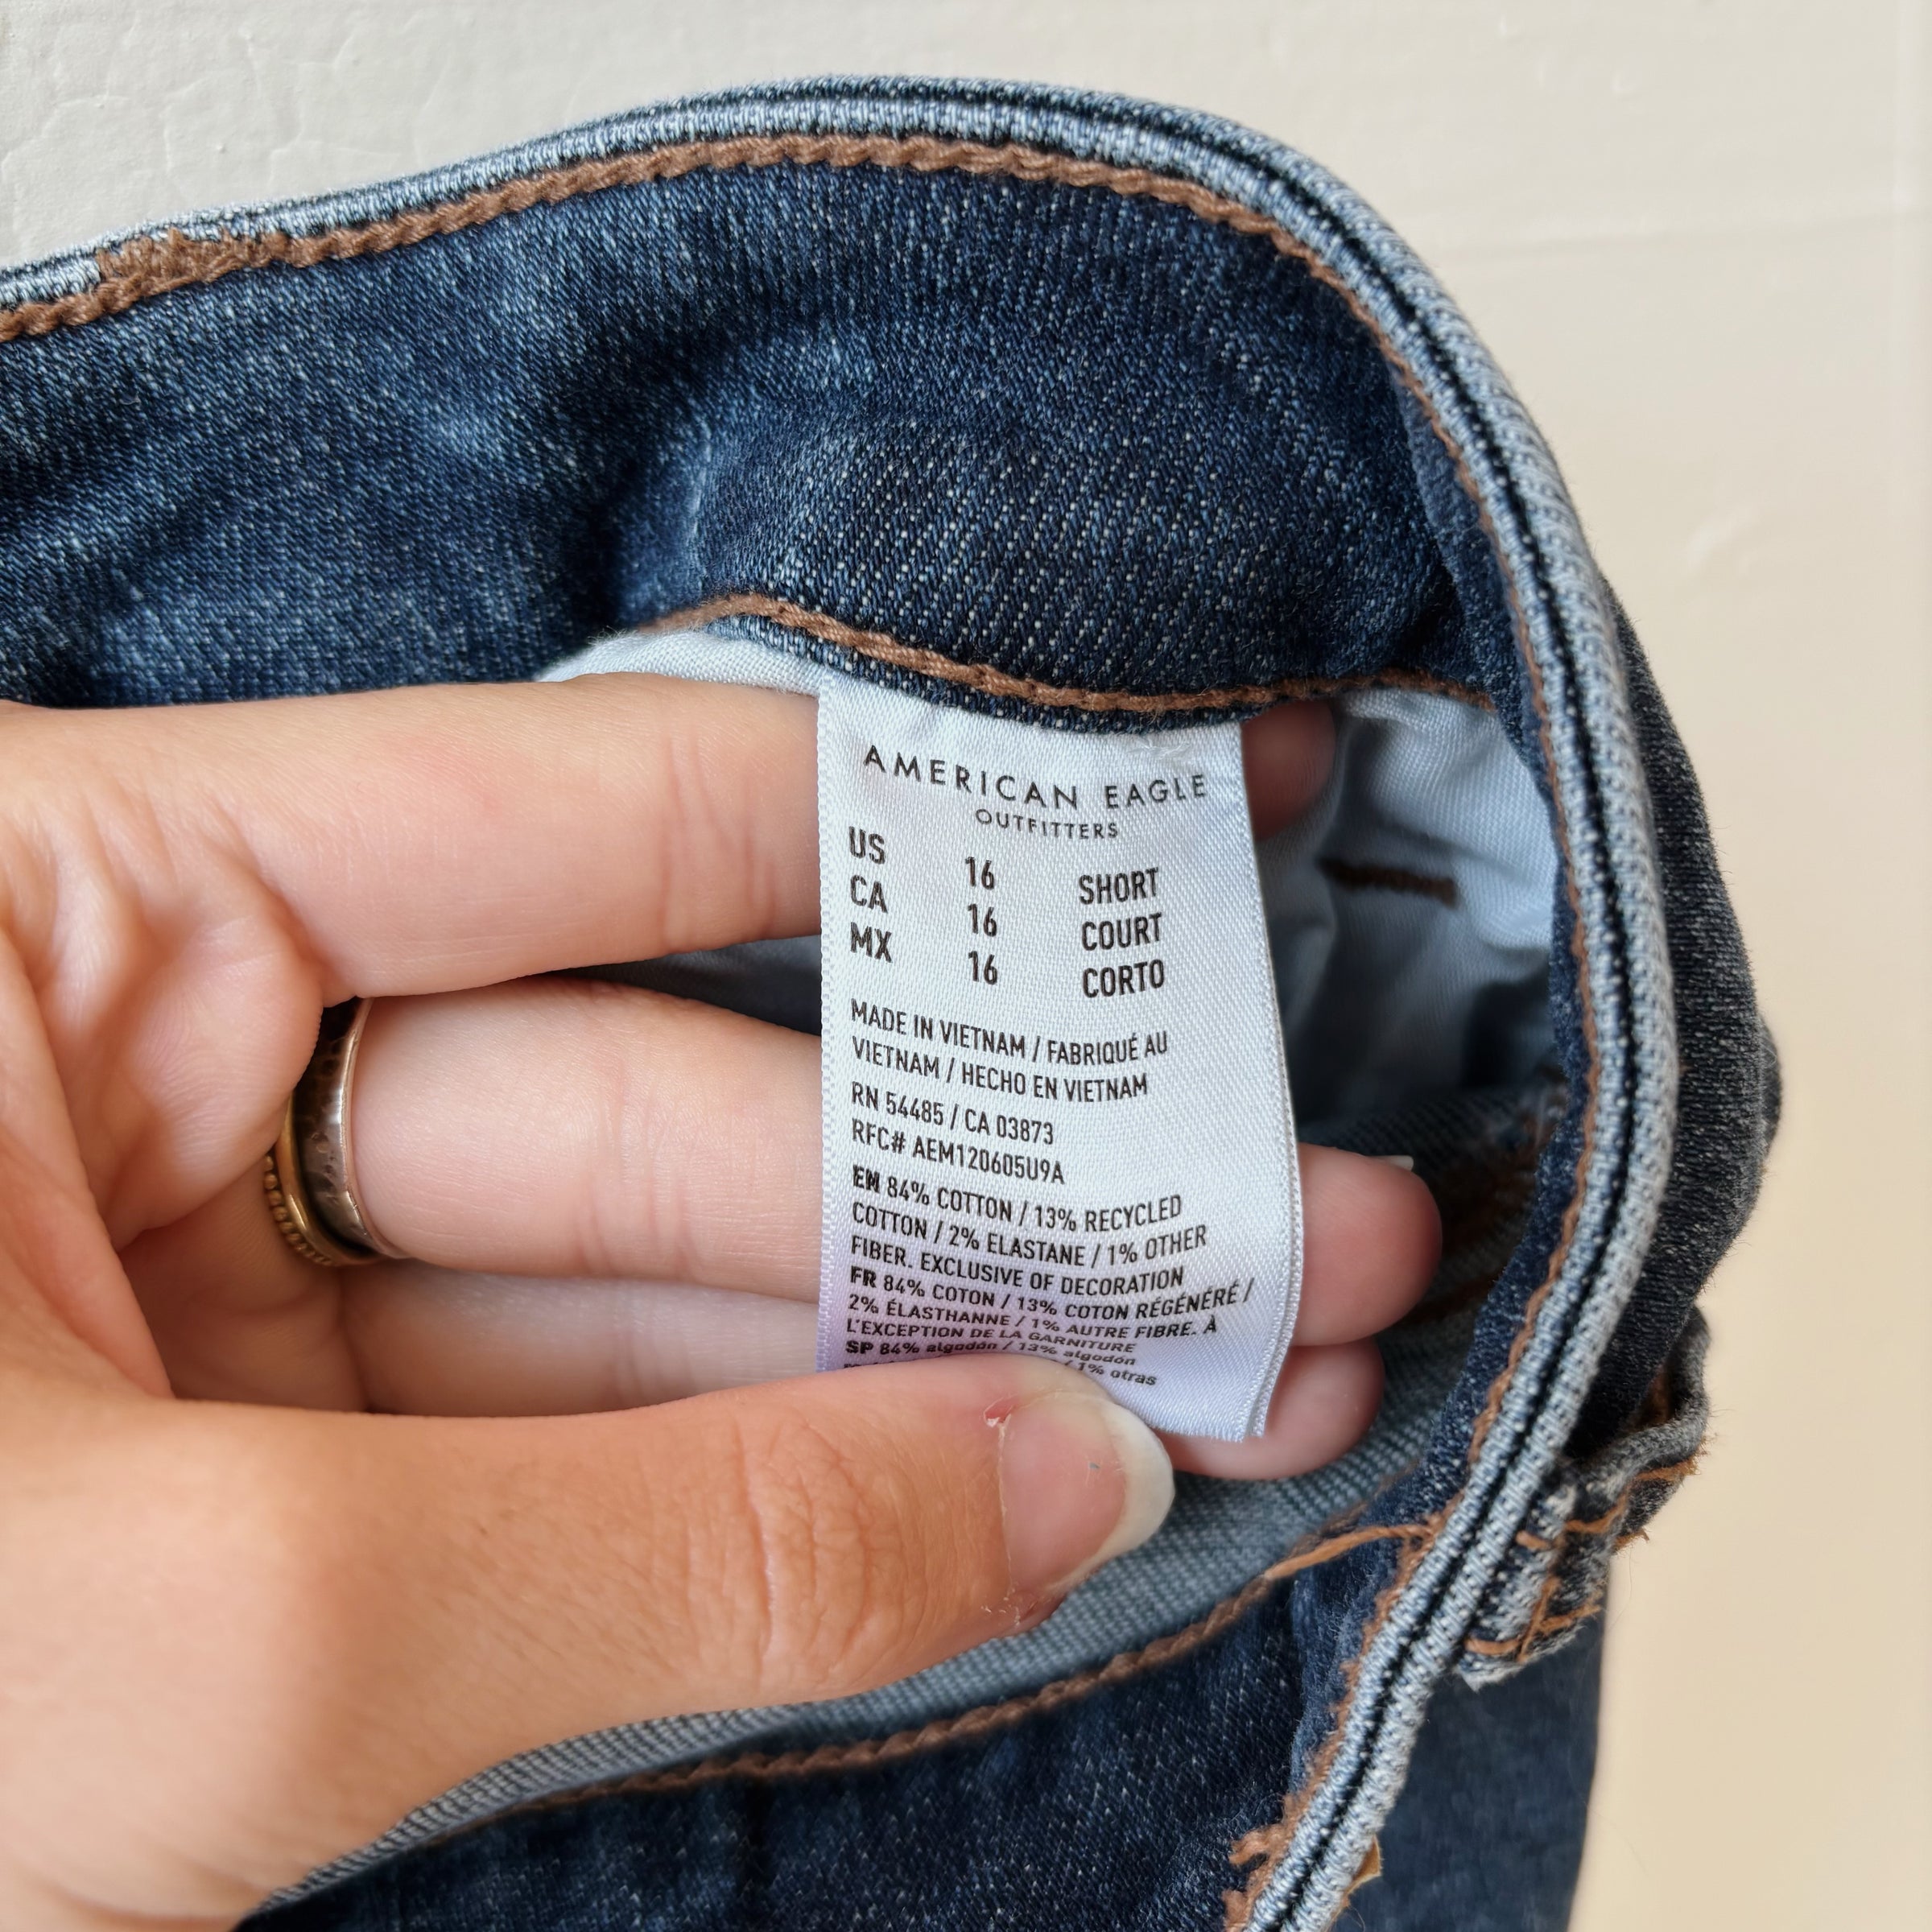 AMERICAN EAGLE
OUTFITTERS
US 16 SHORT
CA 16 COURT
MX 16 CORTO
MADE IN VIETNAM / FABRIQUÉ AU
VIETNAM / HECHO EN VIETNAM
RN 54485 / CA 03873
RFC# AEM120605U9A
EN 84% COTTON / 13% RECYCLED
COTTON / 2% ELASTANE / 1% OTHER
FIBER. EXCLUSIVE OF DECORATION
FR 84% COTON / 13% COTON RÉGÉNÉRÉ /
2% ÉLASTHANNE / 1% AUTRE FIBRE. À
L'EXCEPTION DE LA GARNITURE
SP 84% algodón / 13% algodón
/ 1% otras